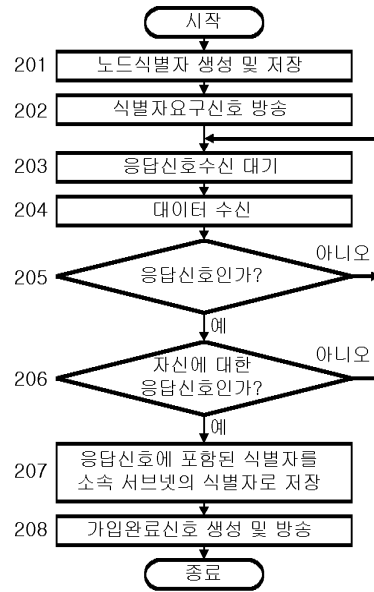 시작
201 노드식별자 생성 및 저장
202 식별자요구신호 방송
203 응답신호수신 대기
204 데이터 수신
아니오
205 응답신호인가?
예
아니오
자신에 대한
206 응답신호인가?
예
207 응답신호에 포함된 식별자를
소속 서브넷의 식별자로 저장
208 가입완료신호 생성 및 방송
종료